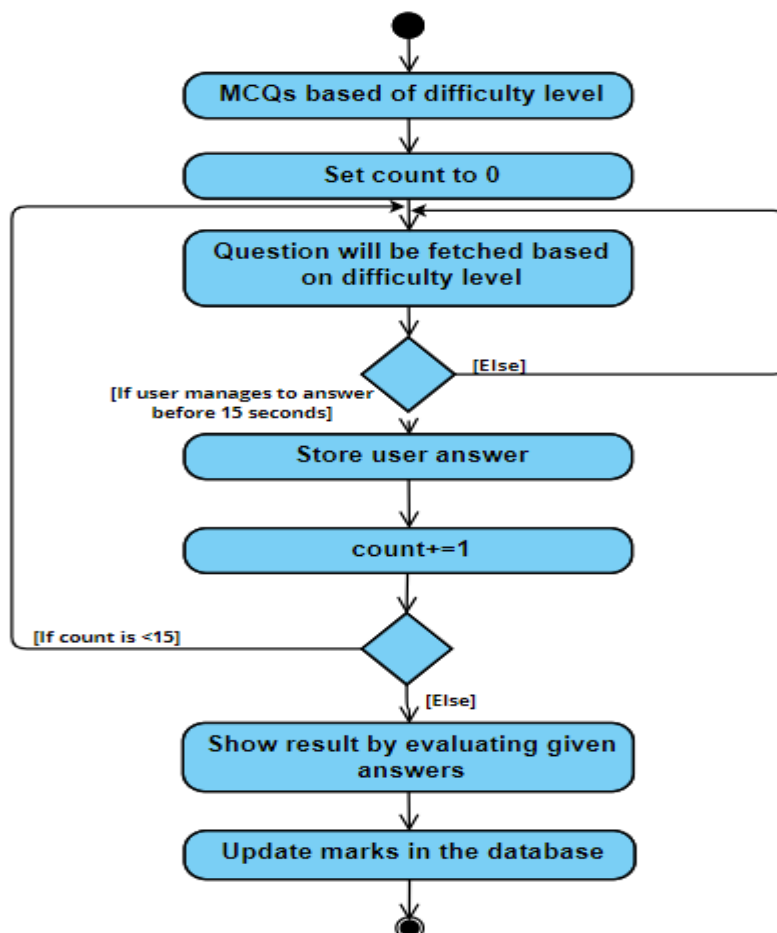 MCQs based of difficulty level
Set count to 0
Question will be fetched based
on difficulty level
[Else]
[If user manages to answer
before 15 seconds]
Store user answer
count+=1
[If count is <15]
[Else]
Show result by evaluating given
answers
Update marks in the database